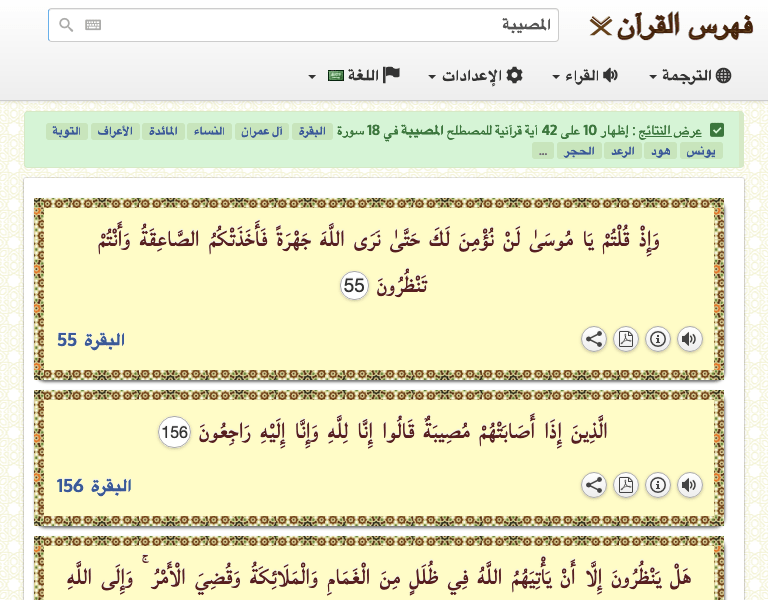 فهرس القرآن
المصيبة
الترجمة
القراء
الإعدادات
اللغة
عرض النتائج : إظهار 10 على 42 آية قرآنية للمصطلح المصيبة في 18 سورة البقرة آل عمران النساء المائدة الأعراف التوبة
يونس هود الرعد الحجر ...
وَإِذْ قُلْتُمْ يَا مُوسَىٰ لَنْ نُؤْمِنَ لَكَ حَتَّىٰ نَرَى اللَّهَ جَهْرَةً فَأَخَذَتْكُمُ الصَّاعِقَةُ وَأَنْتُمْ
تَنْظُرُونَ 55
البقرة 55
الَّذِينَ إِذَا أَصَابَتْهُمْ مُصِيبَةٌ قَالُوا إِنَّا لِلَّهِ وَإِنَّا إِلَيْهِ رَاجِعُونَ 156
البقرة 156
هَلْ يَنْظُرُونَ إِلَّا أَنْ يَأْتِيَهُمُ اللَّهُ فِي ظُلَلٍ مِنَ الْغَمَامِ وَالْمَلَائِكَةُ وَقُضِيَ الْأَمْرُ ۚ وَإِلَى اللَّهِ